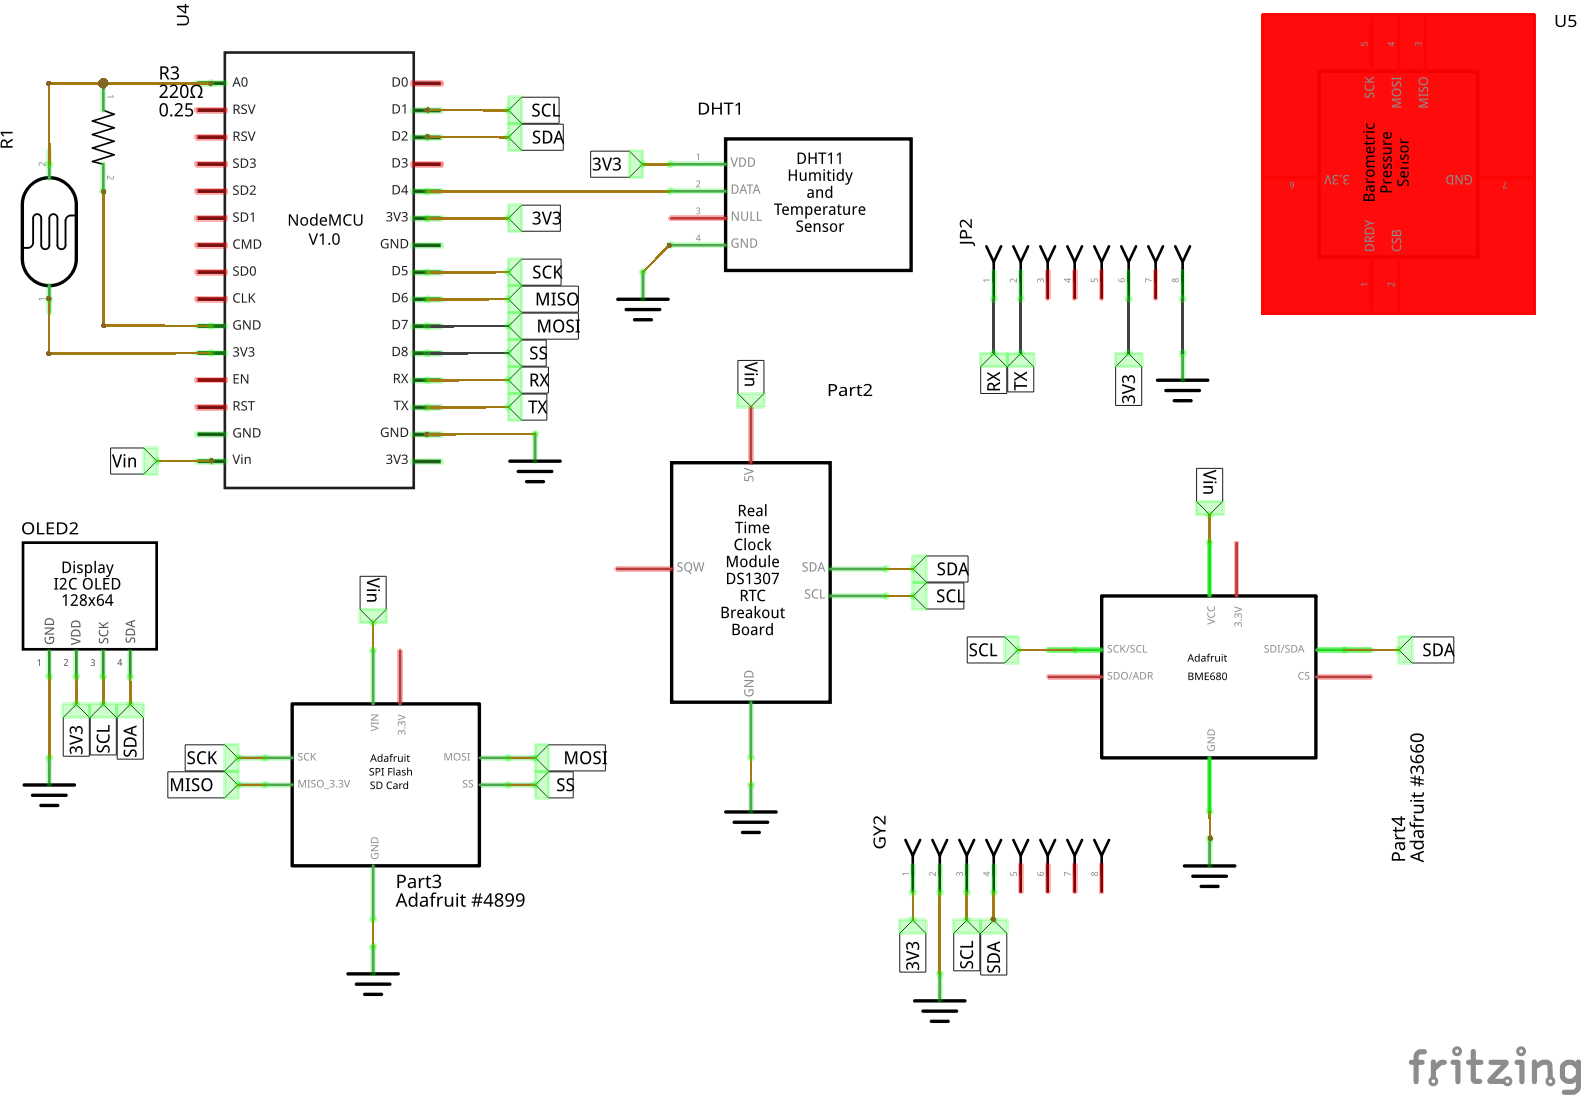 U4
R3
220Ω
0.25
R1
1
2
2
1
A0
RSV
RSV
SD3
SD2
SD1
CMD
SD0
CLK
GND
3V3
EN
RST
GND
Vin
NodeMCU
V1.0
D0
D1
D2
D3
D4
3V3
GND
D5
D6
D7
D8
RX
TX
GND
3V3
SCL
SDA
3V3
SCK
MISO
MOSI
SS
RX
TX
Vin
DHT1
3V3
1
2
3
4
VDD
DATA
NULL
GND
DHT11
Humitidy
and
Temperature
Sensor
U5
5
4
3
SCK
MOSI
MISO
Barometric
Pressure
Sensor
6
3.3V
GND
7
DRDY
CSB
1
2
JP2
1
2
3
4
5
6
7
8
RX
TX
3V3
Part2
Vin
5V
Real
Time
Clock
Module
DS1307
RTC
Breakout
Board
SQW
SDA
SCL
GND
SDA
SCL
OLED2
Display
I2C OLED
128x64
GND
VDD
SCK
SDA
1
2
3
4
3V3
SCL
SDA
Vin
VIN
3.3V
SCK
MISO_3.3V
Adafruit
SPI Flash
SD Card
MOSI
SS
GND
SCK
MISO
MOSI
SS
Part3
Adafruit #4899
Vin
VCC
3.3V
SCL
SCK/SCL
SDO/ADR
Adafruit
BME680
SDI/SDA
CS
SDA
GND
Part4
Adafruit #3660
GY2
1
2
3
4
5
6
7
8
3V3
SCL
SDA
fritzing